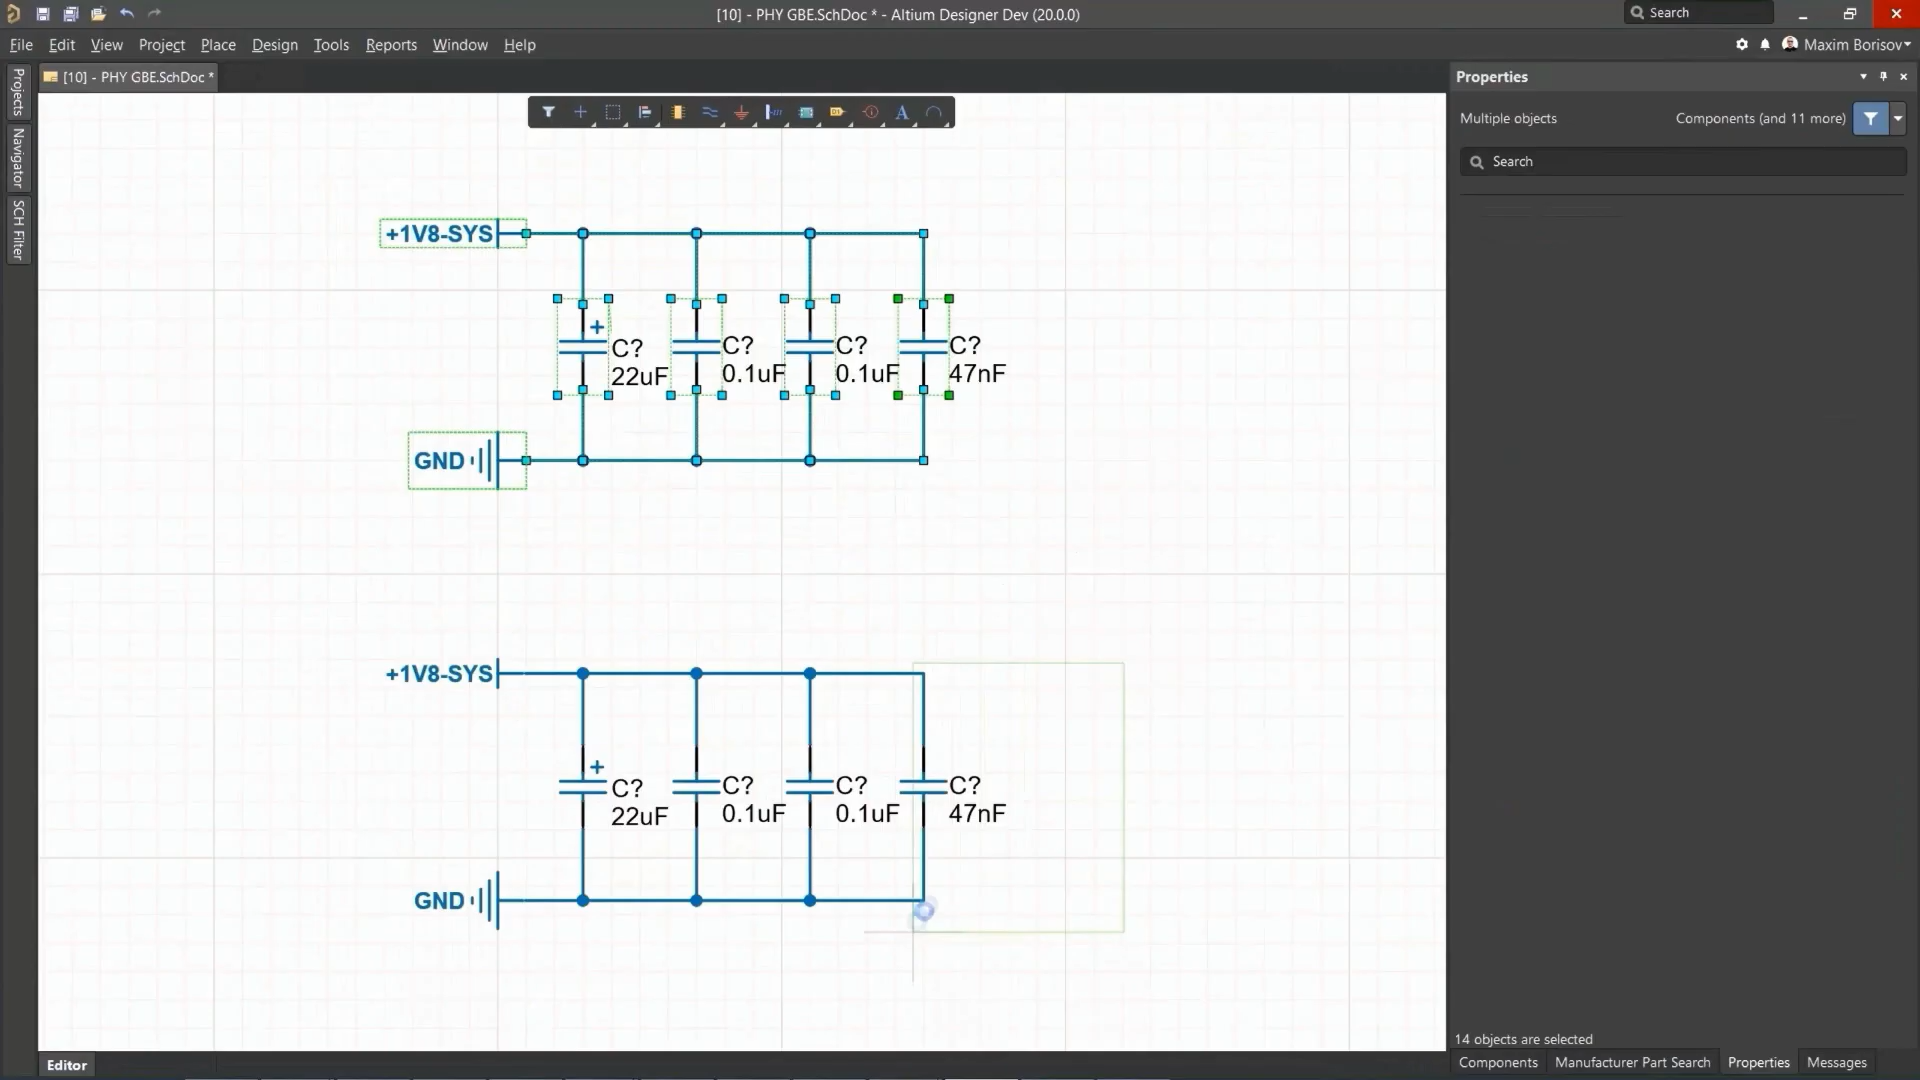 [10] - PHY GBE.SchDoc * - Altium Designer Dev (20.0.0)
Search
File Edit View Project Place Design Tools Reports Window Help
Maxim Borisov
Projects
Navigator
SCH Filter
[10] - PHY GBE.SchDoc *
A
Properties
Multiple objects
Components (and 11 more)
Search
+1V8-SYS
+
C?
22uF
C?
0.1uF
C?
0.1uF
C?
47nF
GND
+1V8-SYS
+
C?
22uF
C?
0.1uF
C?
0.1uF
C?
47nF
GND
14 objects are selected
Editor
Components Manufacturer Part Search Properties Messages